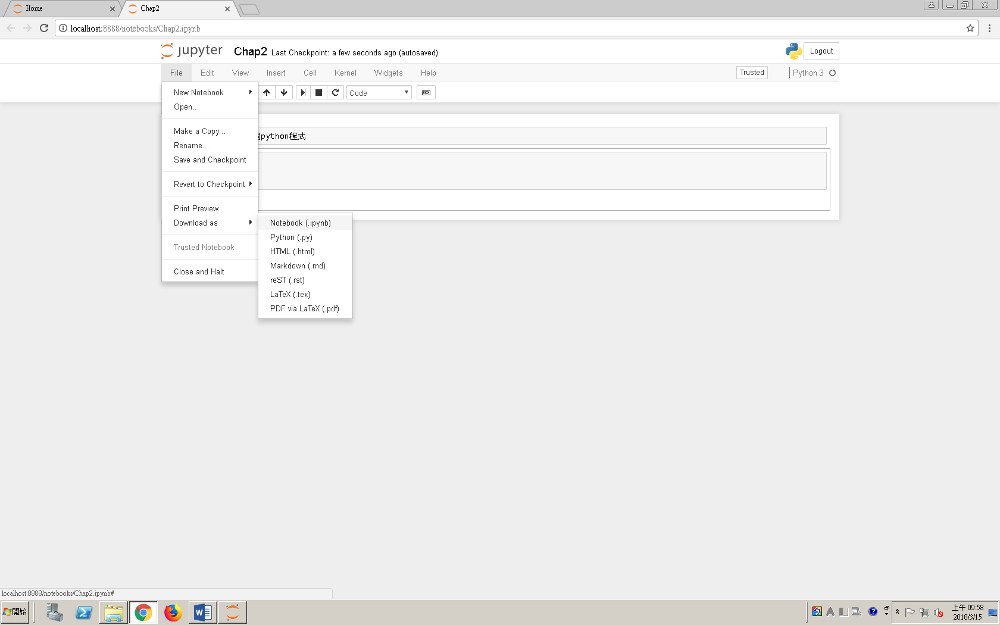 Home
Chap2
localhost:8888/notebooks/Chap2.ipynb
jupyter Chap2 Last Checkpoint: a few seconds ago (autosaved)
Logout
File Edit View Insert Cell Kernel Widgets Help
Trusted
Python 3
New Notebook
Open...
Make a Copy...
Rename...
Save and Checkpoint
Revert to Checkpoint
Print Preview
Download as
Trusted Notebook
Close and Halt
Code
python程式
Notebook (.ipynb)
Python (.py)
HTML (.html)
Markdown (.md)
reST (.rst)
LaTeX (.tex)
PDF via LaTeX (.pdf)
localhost:8888/notebooks/Chap2.ipynb#
開始
上午 09:58
2018/3/15